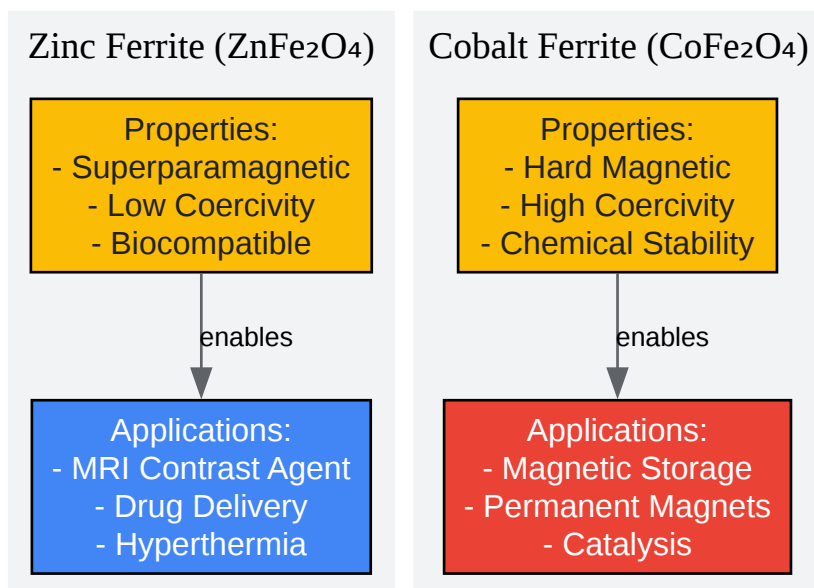 Zinc Ferrite (ZnFe₂O₄)
Properties:
- Superparamagnetic
- Low Coercivity
- Biocompatible
enables
Applications:
- MRI Contrast Agent
- Drug Delivery
- Hyperthermia
Cobalt Ferrite (CoFe₂O₄)
Properties:
- Hard Magnetic
- High Coercivity
- Chemical Stability
enables
Applications:
- Magnetic Storage
- Permanent Magnets
- Catalysis